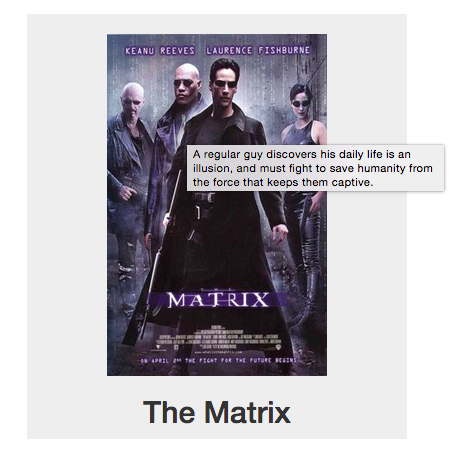 KEANU REEVES LAURENCE FISHBURNE
A regular guy discovers his daily life is an
illusion, and must fight to save humanity from
the force that keeps them captive.
THE
MATRIX
ON APRIL 2ND THE FIGHT FOR THE FUTURE BEGINS
The Matrix